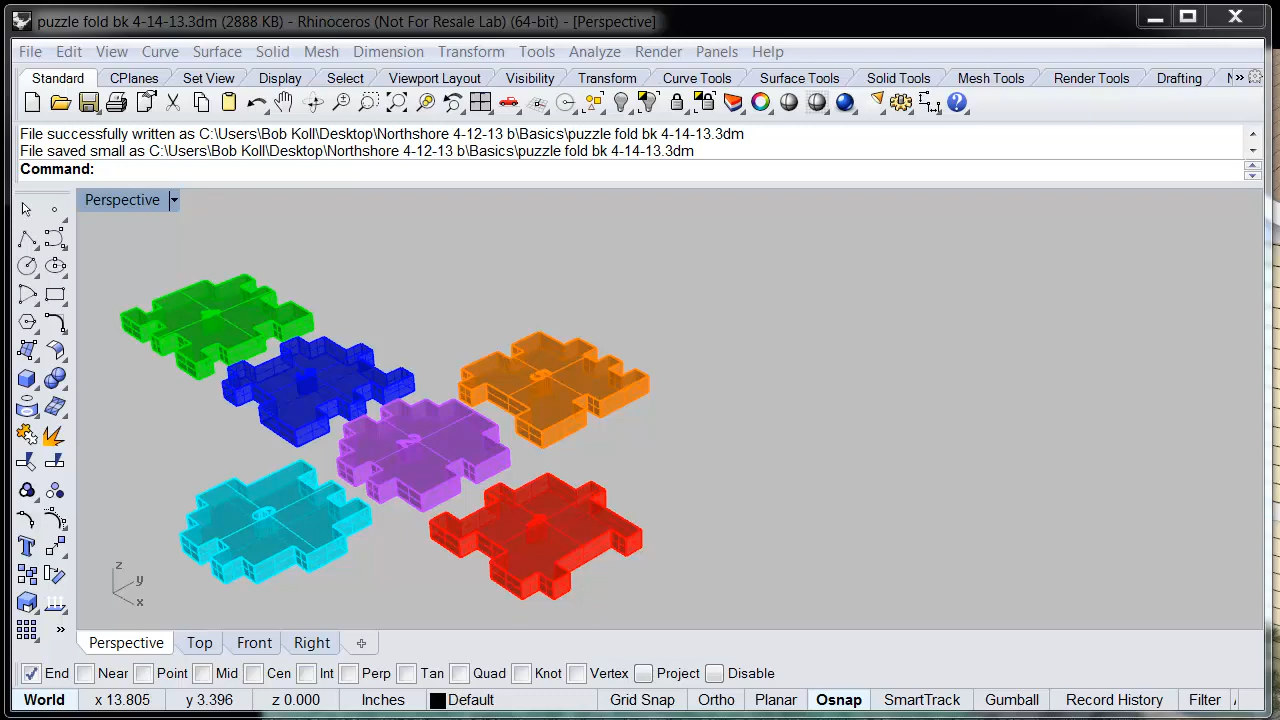 puzzle fold bk 4-14-13.3dm (2888 KB) - Rhinoceros (Not For Resale Lab) (64-bit) - [Perspective]
File Edit View Curve Surface Solid Mesh Dimension Transform Tools Analyze Render Panels Help
Standard CPlanes Set View Display Select Viewport Layout Visibility Transform Curve Tools Surface Tools Solid Tools Mesh Tools Render Tools Drafting
File successfully written as C:\Users\Bob Koll\Desktop\Northshore 4-12-13 b\Basics\puzzle fold bk 4-14-13.3dm
File saved small as C:\Users\Bob Koll\Desktop\Northshore 4-12-13 b\Basics\puzzle fold bk 4-14-13.3dm
Command:
Perspective
z
y
x
Perspective Top Front Right
End Near Point Mid Cen Int Perp Tan Quad Knot Vertex Project Disable
World x 13.805 y 3.396 z 0.000 Inches Default Grid Snap Ortho Planar Osnap SmartTrack Gumball Record History Filter